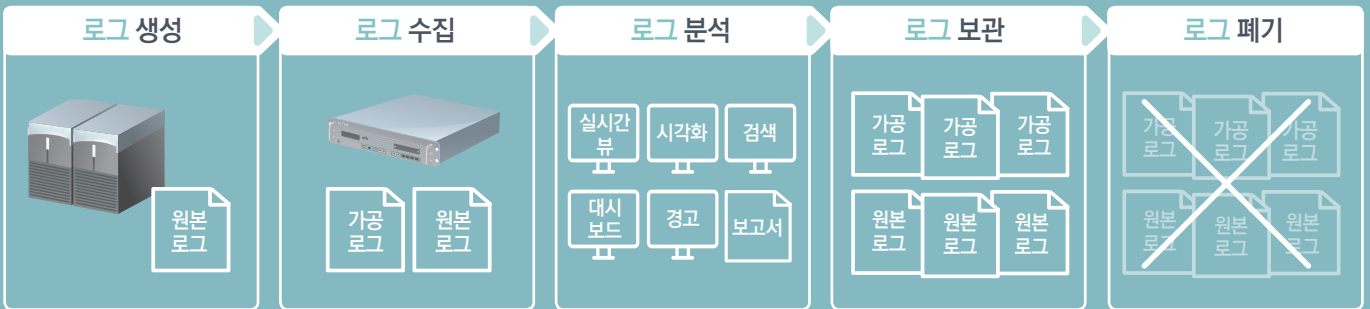 로그 생성
로그 수집
로그 분석
로그 보관
로그 폐기
원본
로그
가공
로그
원본
로그
실시간
뷰
시각화
검색
대시
보드
경고
보고서
가공
로그
가공
로그
가공
로그
원본
로그
원본
로그
원본
로그
가공
로그
가공
로그
가공
로그
원본
로그
원본
로그
원본
로그